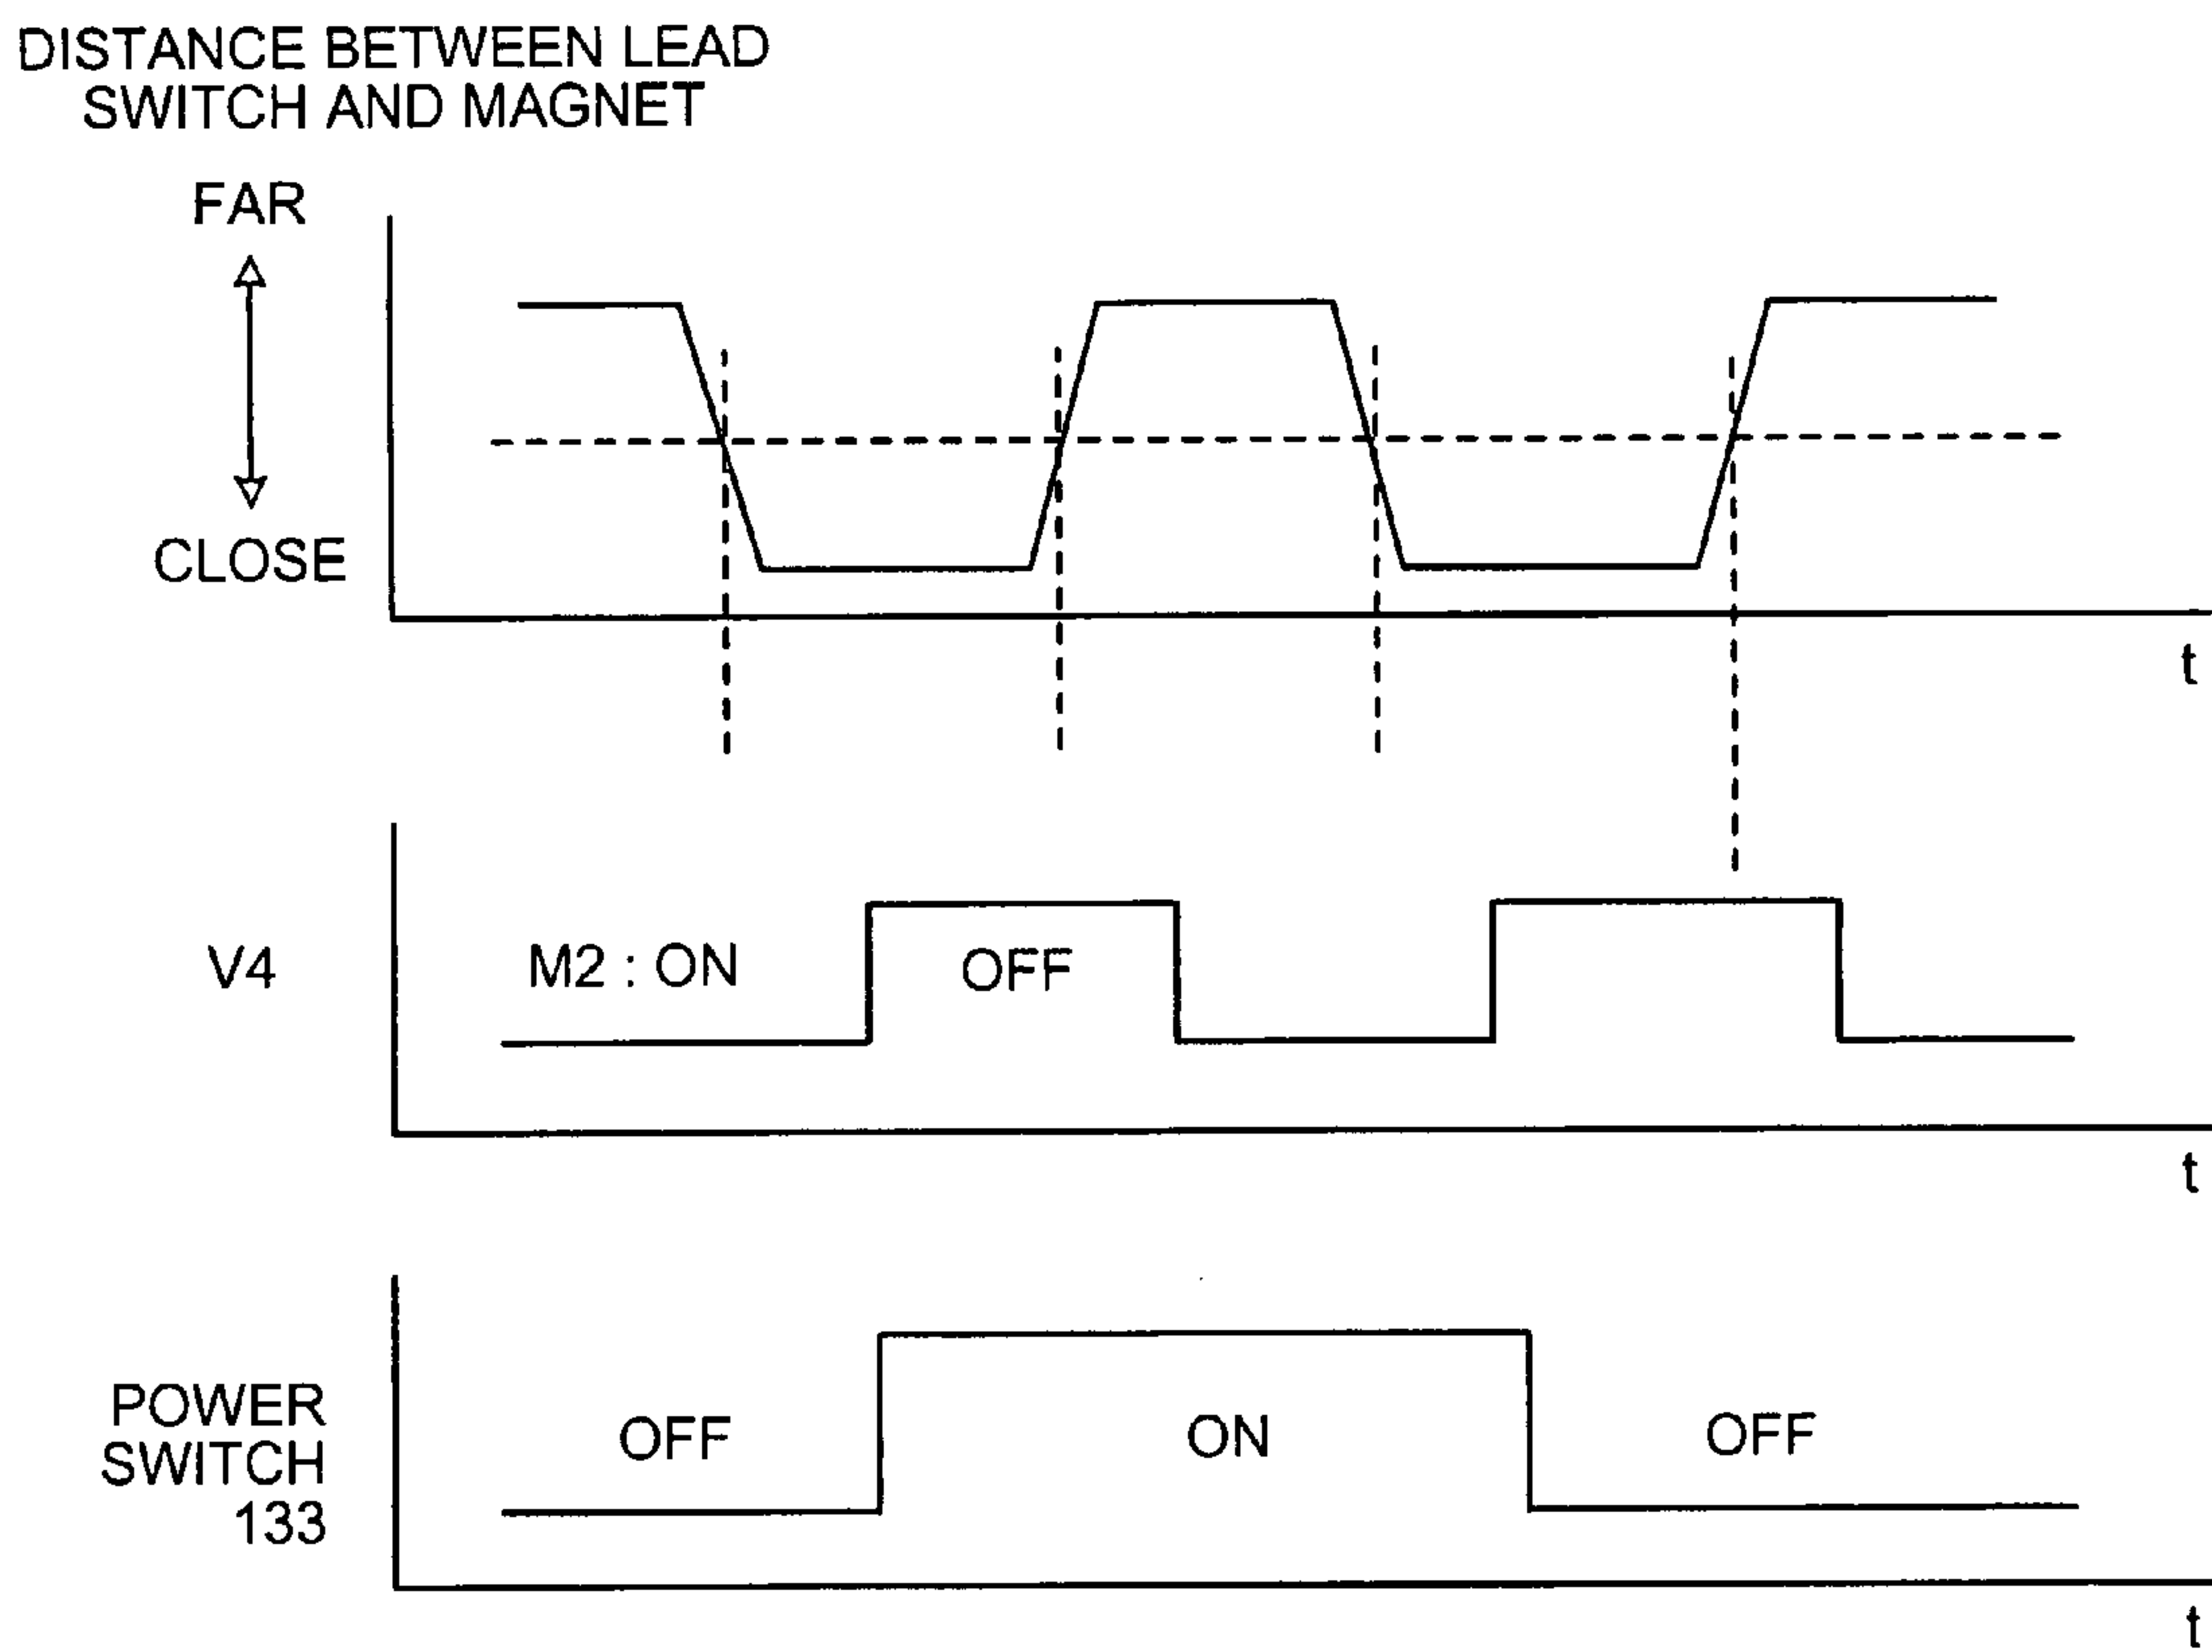 DISTANCE BETWEEN LEAD
SWITCH AND MAGNET
FAR
CLOSE
t
V4
M2 : ON
OFF
t
POWER
SWITCH
133
OFF
ON
OFF
t